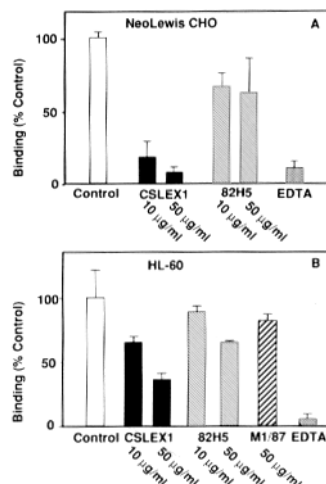 NeoLewis CHO
A
Binding (% Control)
100
50
0
Control
CSLEX1
82H5
EDTA
10 µg/ml
50 µg/ml
10 µg/ml
50 µg/ml
HL-60
B
Binding (% Control)
100
50
0
Control
CSLEX1
82H5
M1/87
EDTA
10 µg/ml
50 µg/ml
10 µg/ml
50 µg/ml
50 µg/ml